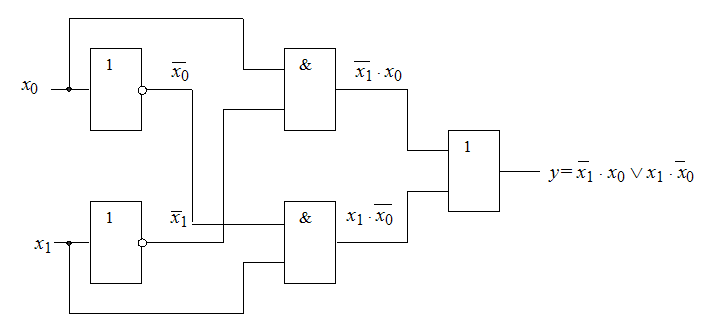 1
x̅₀
&
x̅₁ · x₀
x₀
1
y = x̅₁ · x₀ ∨ x₁ · x̅₀
1
x̅₁
&
x₁ · x̅₀
x₁